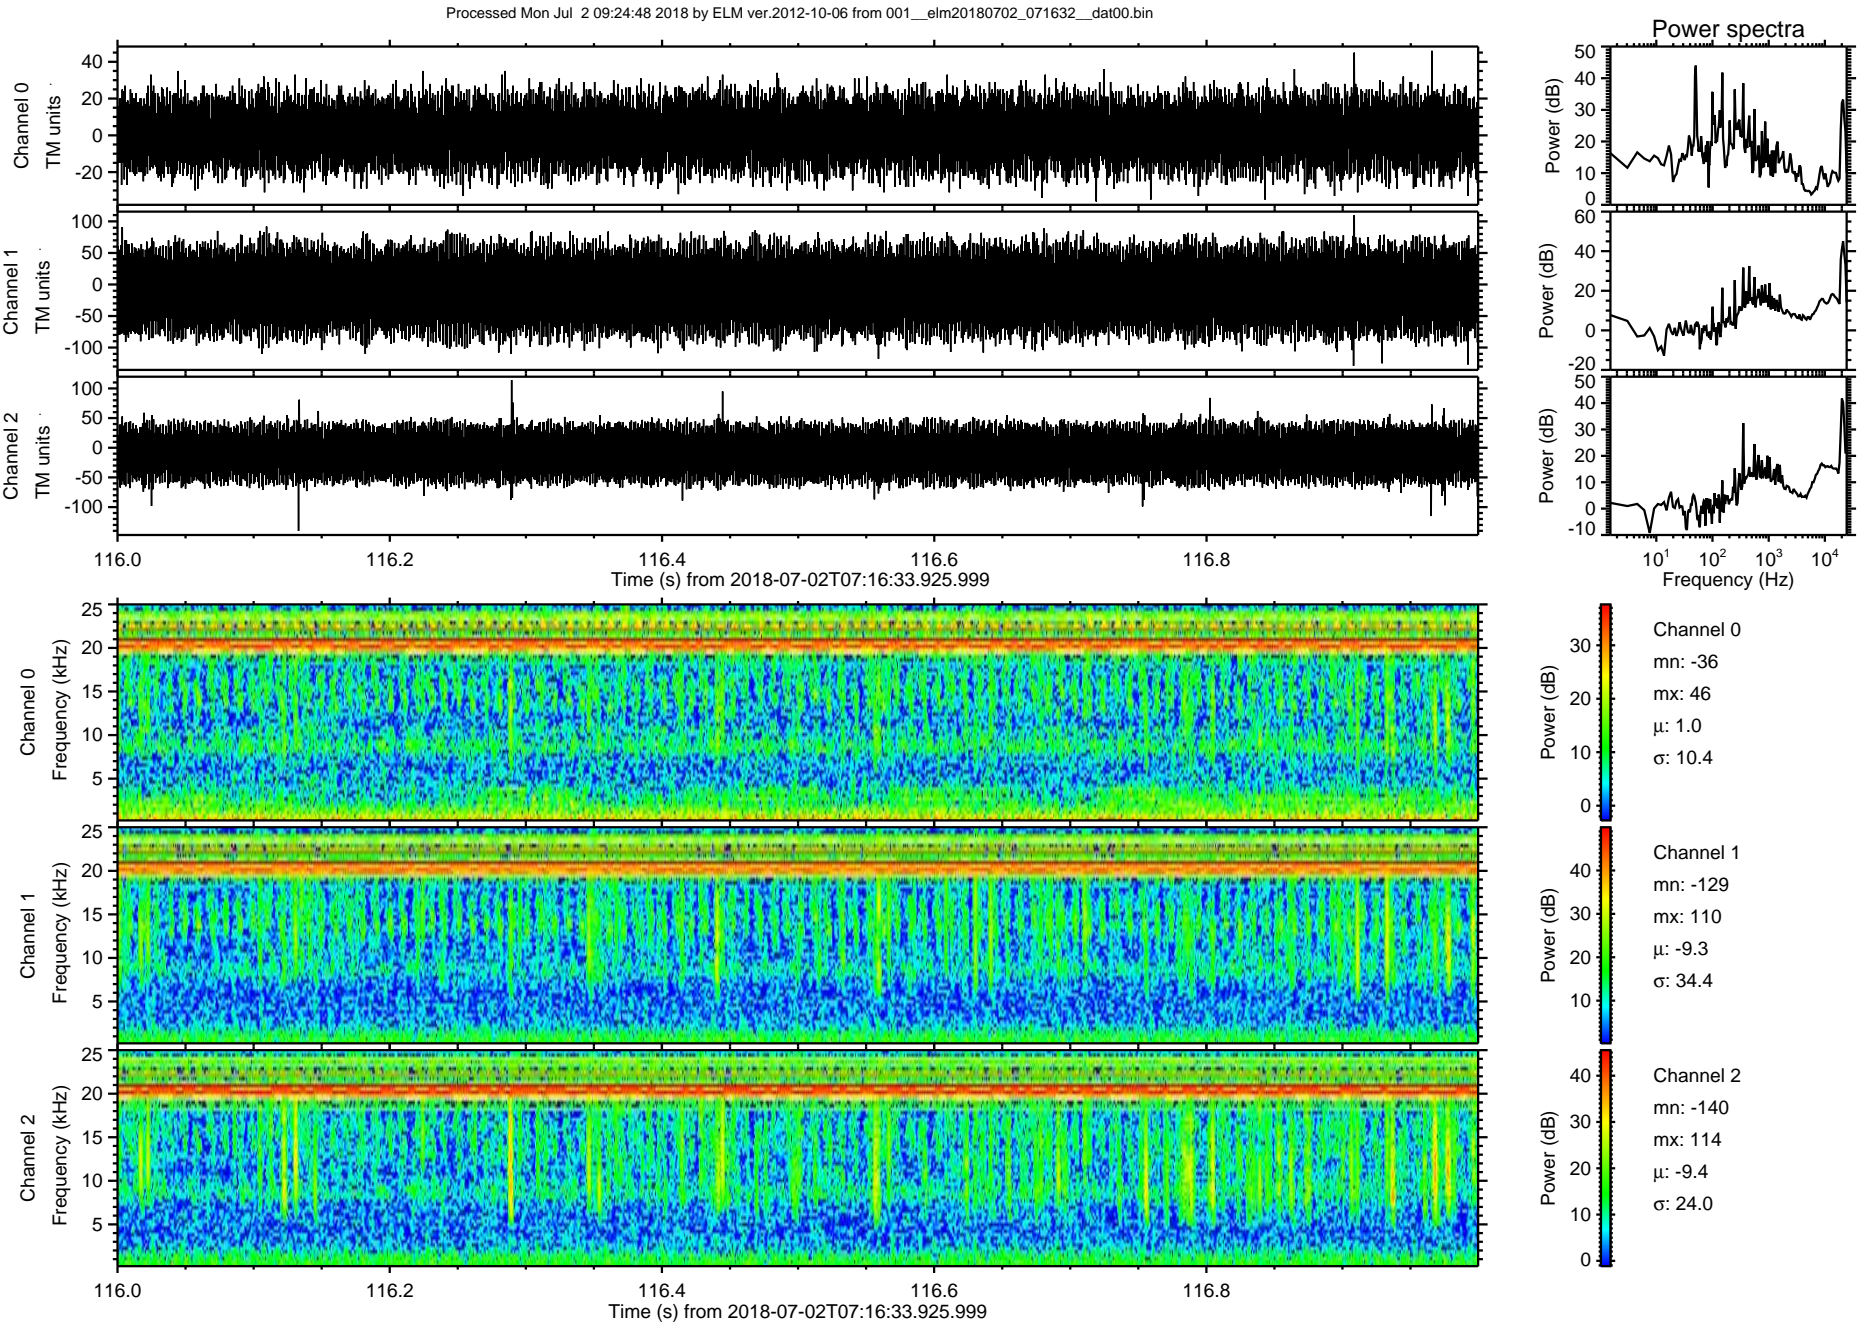 Processed Mon Jul  2 09:24:48 2018 by ELM ver.2012-10-06 from 001__elm20180702_071632__dat00.bin
Power spectra
Channel 0
TM units
40
20
0
-20
Power (dB)
50
40
30
20
10
0
Channel 1
TM units
100
50
0
-50
-100
Power (dB)
60
40
20
0
-20
Channel 2
TM units
100
50
0
-50
-100
Power (dB)
50
40
30
20
10
0
-10
116.0 116.2 116.4 116.6 116.8
Time (s) from 2018-07-02T07:16:33.925.999
10^1 10^2 10^3 10^4
Frequency (Hz)
Channel 0
Frequency (kHz)
25
20
15
10
5
Power (dB)
30
20
10
0
Channel 0
mn: -36
mx: 46
μ: 1.0
σ: 10.4
Channel 1
Frequency (kHz)
25
20
15
10
5
Power (dB)
40
30
20
10
Channel 1
mn: -129
mx: 110
μ: -9.3
σ: 34.4
Channel 2
Frequency (kHz)
25
20
15
10
5
Power (dB)
40
30
20
10
0
Channel 2
mn: -140
mx: 114
μ: -9.4
σ: 24.0
116.0 116.2 116.4 116.6 116.8
Time (s) from 2018-07-02T07:16:33.925.999